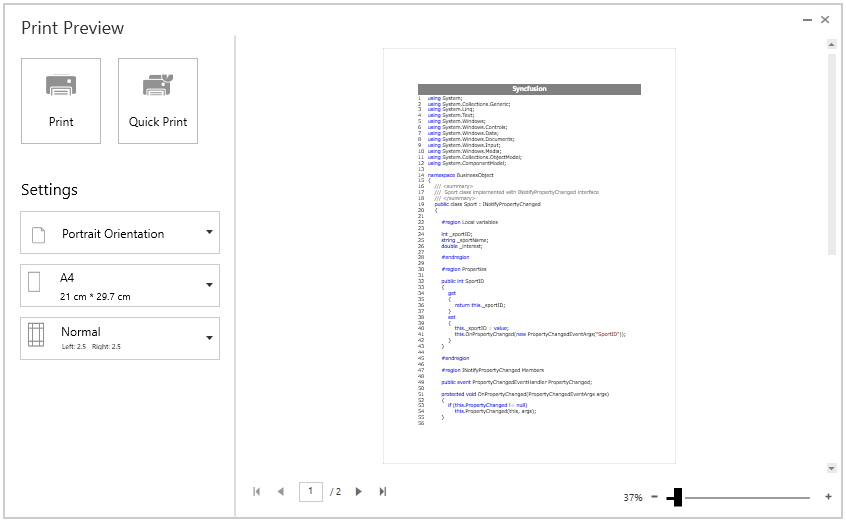 Print Preview
Print
Quick Print
Settings
Portrait Orientation
A4
21 cm * 29.7 cm
Normal
Left: 2.5 Right: 2.5
Syncfusion
1 using System;
2 using System.Collections.Generic;
3 using System.Linq;
4 using System.Text;
5 using System.Windows;
6 using System.Windows.Controls;
7 using System.Windows.Data;
8 using System.Windows.Documents;
9 using System.Windows.Input;
10 using System.Windows.Media;
11 using System.Collections.ObjectModel;
12 using System.ComponentModel;
13
14 namespace BusinessObject
15 {
16 /// <summary>
17 /// Sport class implemented with INotifyPropertyChanged interface
18 /// </summary>
19 public class Sport : INotifyPropertyChanged
20 {
21
22 #region Local variables
23
24 int _sportID;
25 string _sportName;
26 double _interest;
27
28 #endregion
29
30 #region Properties
31
32 public int SportID
33 {
34 get
35 {
36 return this._sportID;
37 }
38 set
39 {
40 this._sportID = value;
41 this.OnPropertyChanged(new PropertyChangedEventArgs("SportID"));
42 }
43 }
44
45 #endregion
46
47 #region INotifyPropertyChanged Members
48
49 public event PropertyChangedEventHandler PropertyChanged;
50
51 protected void OnPropertyChanged(PropertyChangedEventArgs args)
52 {
53 if (this.PropertyChanged != null)
54 this.PropertyChanged(this, args);
55 }
56
1 / 2
37%